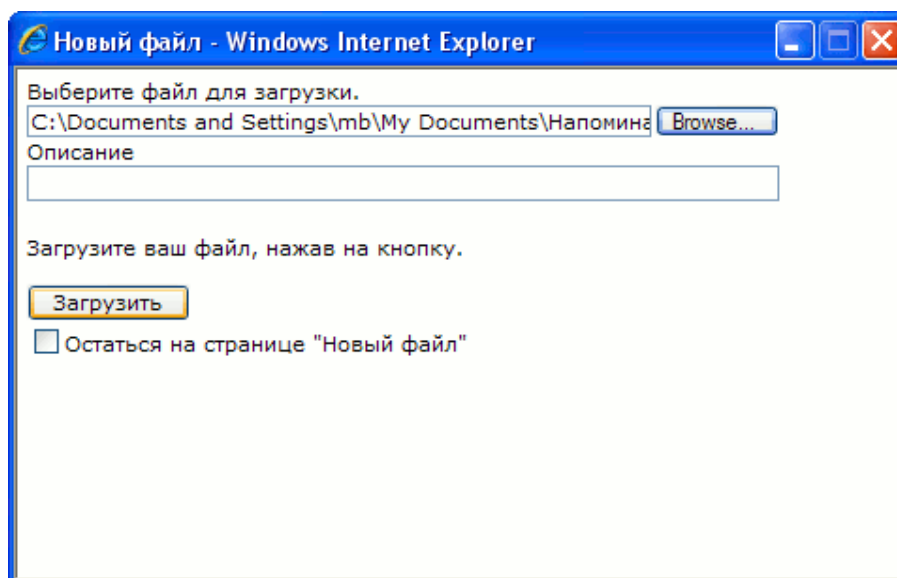 Новый файл - Windows Internet Explorer
Выберите файл для загрузки.
C:\Documents and Settings\mb\My Documents\Напомина Browse...
Описание
Загрузите ваш файл, нажав на кнопку.
Загрузить
Остаться на странице "Новый файл"